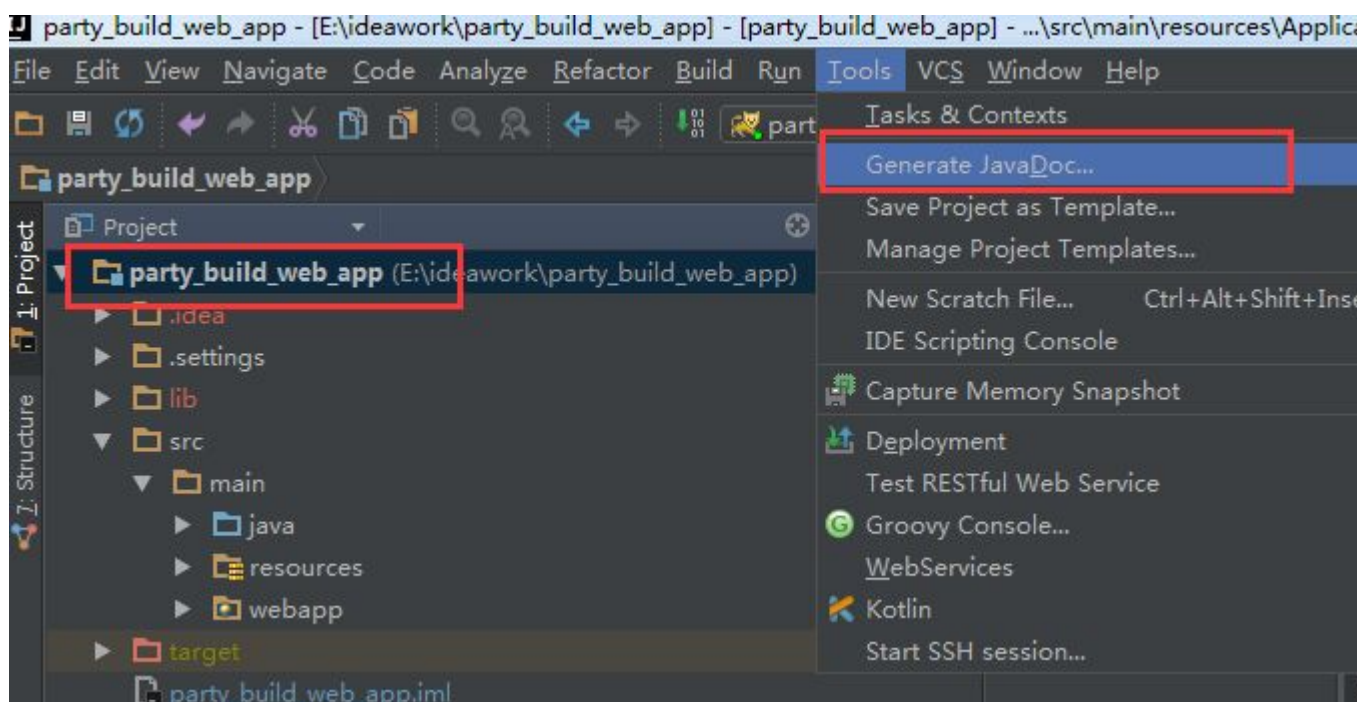 party_build_web_app - [E:\ideawork\party_build_web_app] - [party_build_web_app] - ...\src\main\resources\Applica
File Edit View Navigate Code Analyze Refactor Build Run Tools VCS Window Help
part
party_build_web_app
Project
party_build_web_app (E:\ideawork\party_build_web_app)
.idea
.settings
lib
src
main
java
resources
webapp
target
party_build_web_app.iml
1: Project
7: Structure
Tasks & Contexts
Generate JavaDoc...
Save Project as Template...
Manage Project Templates...
New Scratch File... Ctrl+Alt+Shift+Inse
IDE Scripting Console
Capture Memory Snapshot
Deployment
Test RESTful Web Service
Groovy Console...
WebServices
Kotlin
Start SSH session...